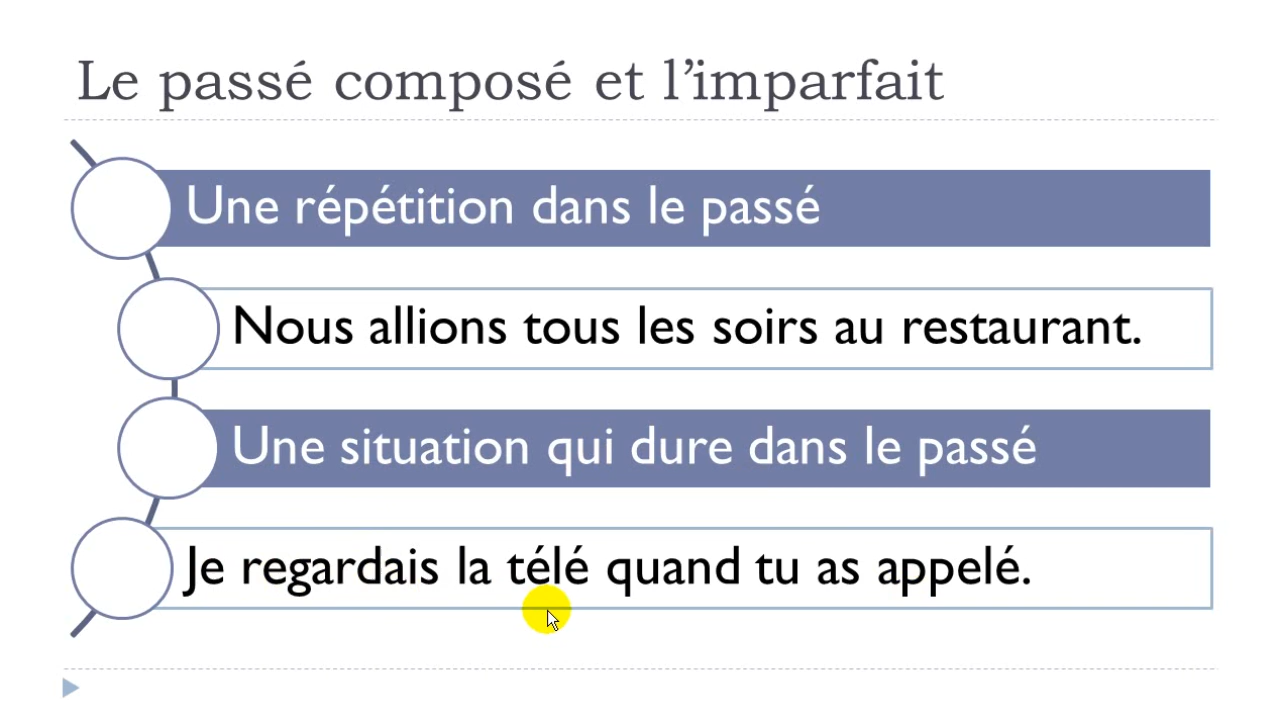 Le passé composé et l’imparfait
Une répétition dans le passé
Nous allions tous les soirs au restaurant.
Une situation qui dure dans le passé
Je regardais la télé quand tu as appelé.